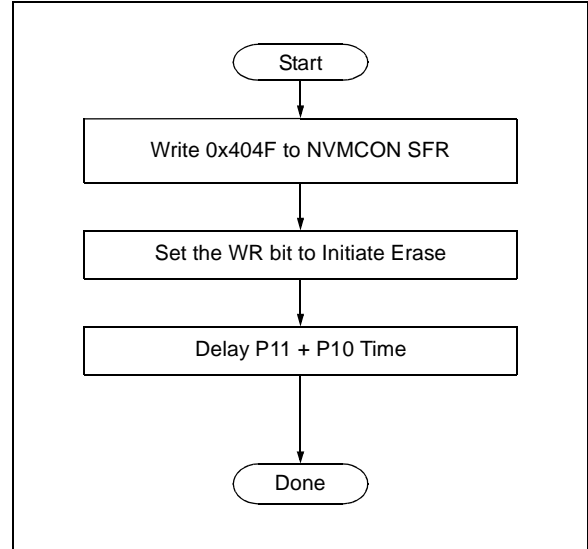 Start
Write 0x404F to NVMCON SFR
Set the WR bit to Initiate Erase
Delay P11 + P10 Time
Done